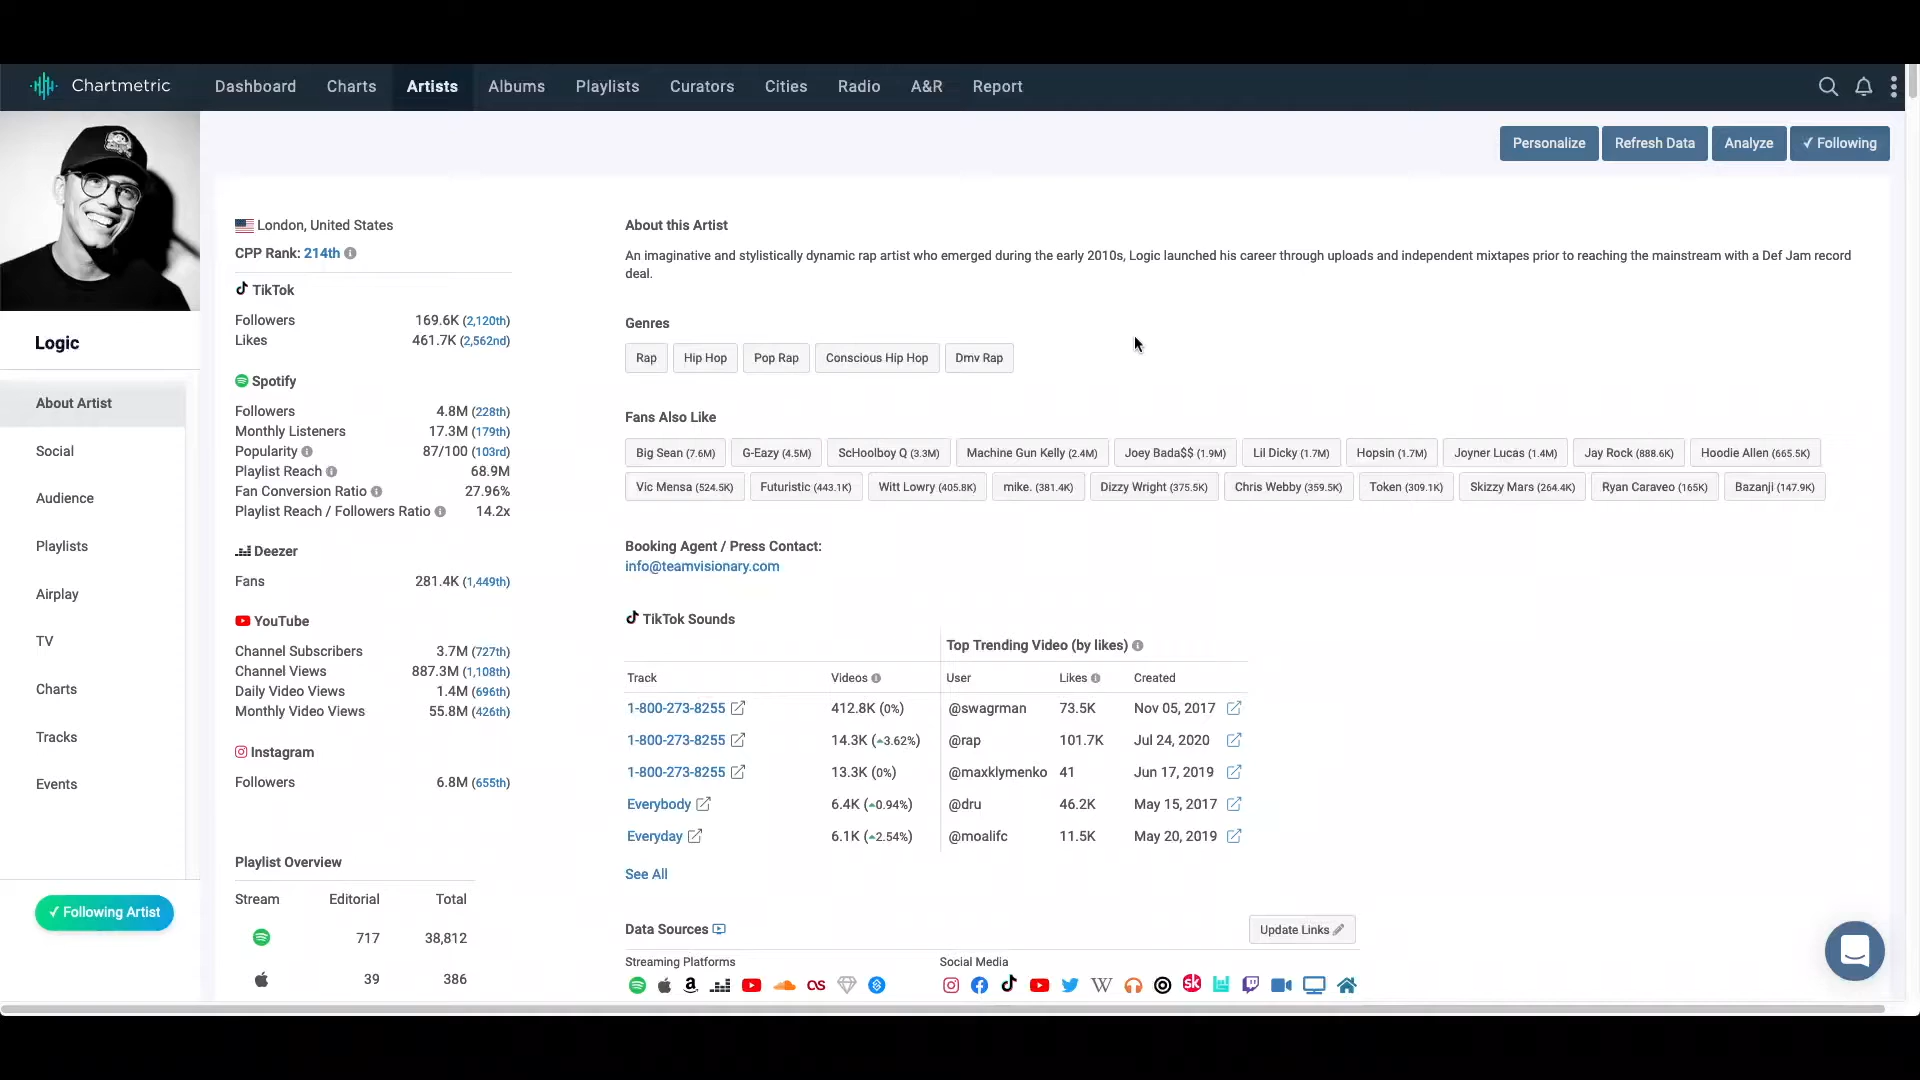 Chartmetric Dashboard Charts Artists Albums Playlists Curators Cities Radio A&R Report
Personalize Refresh Data Analyze ✓ Following
Logic
About Artist
Social
Audience
Playlists
Airplay
TV
Charts
Tracks
Events
✓ Following Artist
London, United States
CPP Rank: 214th
TikTok
Followers 169.6K (2,120th)
Likes 461.7K (2,562nd)
Spotify
Followers 4.8M (228th)
Monthly Listeners 17.3M (179th)
Popularity 87/100 (103rd)
Playlist Reach 68.9M
Fan Conversion Ratio 27.96%
Playlist Reach / Followers Ratio 14.2x
Deezer
Fans 281.4K (1,449th)
YouTube
Channel Subscribers 3.7M (727th)
Channel Views 887.3M (1,108th)
Daily Video Views 1.4M (696th)
Monthly Video Views 55.8M (426th)
Instagram
Followers 6.8M (655th)
Playlist Overview
Stream Editorial Total
717 38,812
39 386
About this Artist
An imaginative and stylistically dynamic rap artist who emerged during the early 2010s, Logic launched his career through uploads and independent mixtapes prior to reaching the mainstream with a Def Jam record
deal.
Genres
Rap Hip Hop Pop Rap Conscious Hip Hop Dmv Rap
Fans Also Like
Big Sean (7.6M) G-Eazy (4.5M) ScHoolboy Q (3.3M) Machine Gun Kelly (2.4M) Joey Bada$$ (1.9M) Lil Dicky (1.7M) Hopsin (1.7M) Joyner Lucas (1.4M) Jay Rock (888.6K) Hoodie Allen (665.5K)
Vic Mensa (524.5K) Futuristic (443.1K) Witt Lowry (405.8K) mike. (381.4K) Dizzy Wright (375.5K) Chris Webby (359.5K) Token (309.1K) Skizzy Mars (264.4K) Ryan Caraveo (165K) Bazanji (147.9K)
Booking Agent / Press Contact:
info@teamvisionary.com
TikTok Sounds
Top Trending Video (by likes)
Track Videos User Likes Created
1-800-273-8255 412.8K (0%) @swagrman 73.5K Nov 05, 2017
1-800-273-8255 14.3K (▴3.62%) @rap 101.7K Jul 24, 2020
1-800-273-8255 13.3K (0%) @maxklymenko 41 Jun 17, 2019
Everybody 6.4K (▴0.94%) @dru 46.2K May 15, 2017
Everyday 6.1K (▴2.54%) @moalifc 11.5K May 20, 2019
See All
Data Sources Update Links
Streaming Platforms Social Media